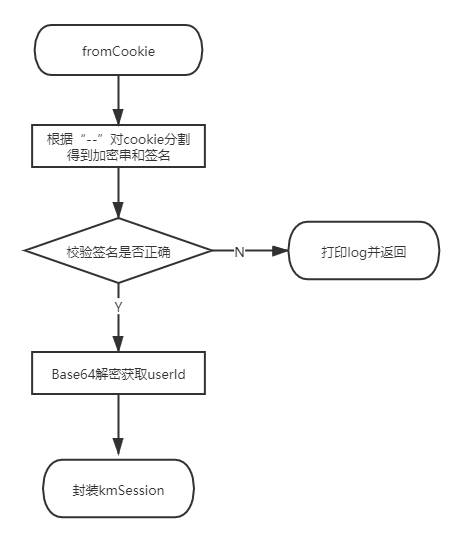 fromCookie
根据“--”对cookie分割
得到加密串和签名
校验签名是否正确
N
打印log并返回
Y
Base64解密获取userId
封装kmSession